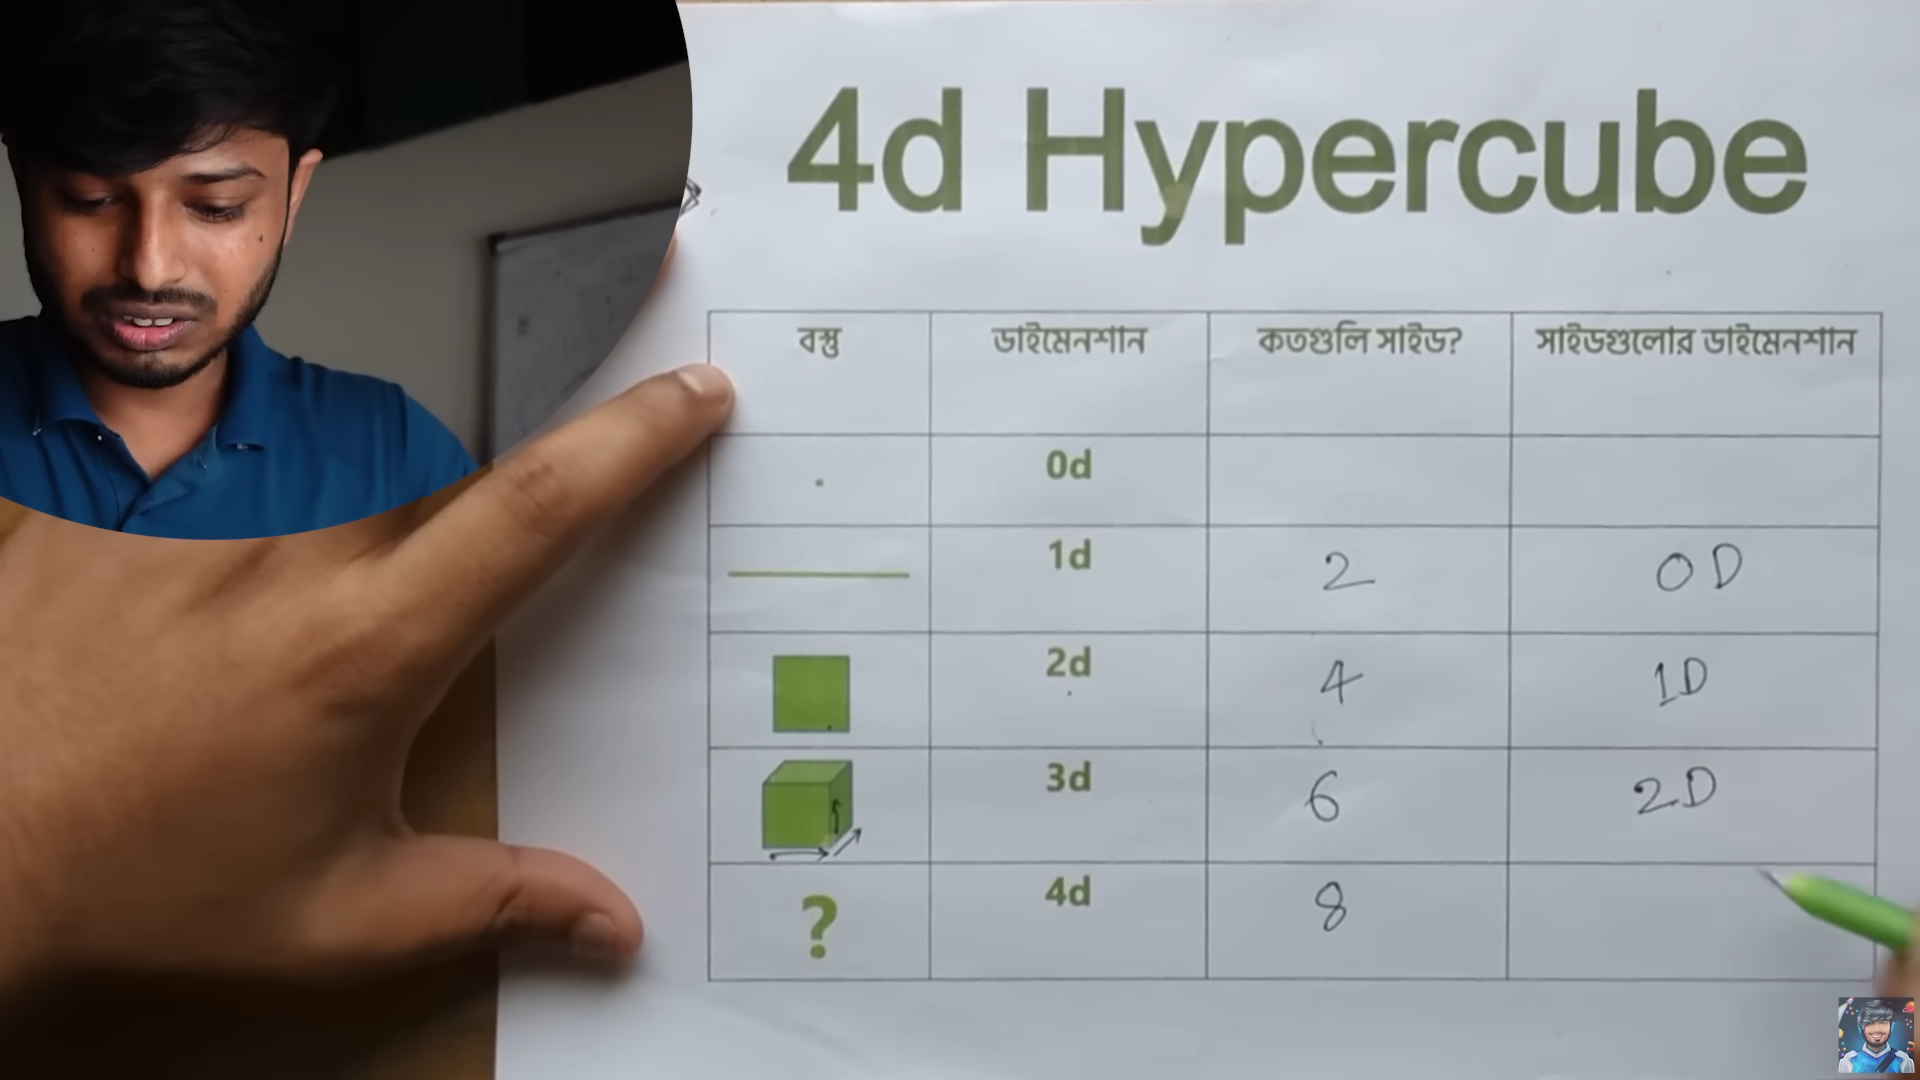 4d Hypercube
বস্তু ডাইমেনশান কতগুলি সাইড? সাইডগুলোর ডাইমেনশান
0d
1d 2 0D
2d 4 1D
3d 6 2D
? 4d 8